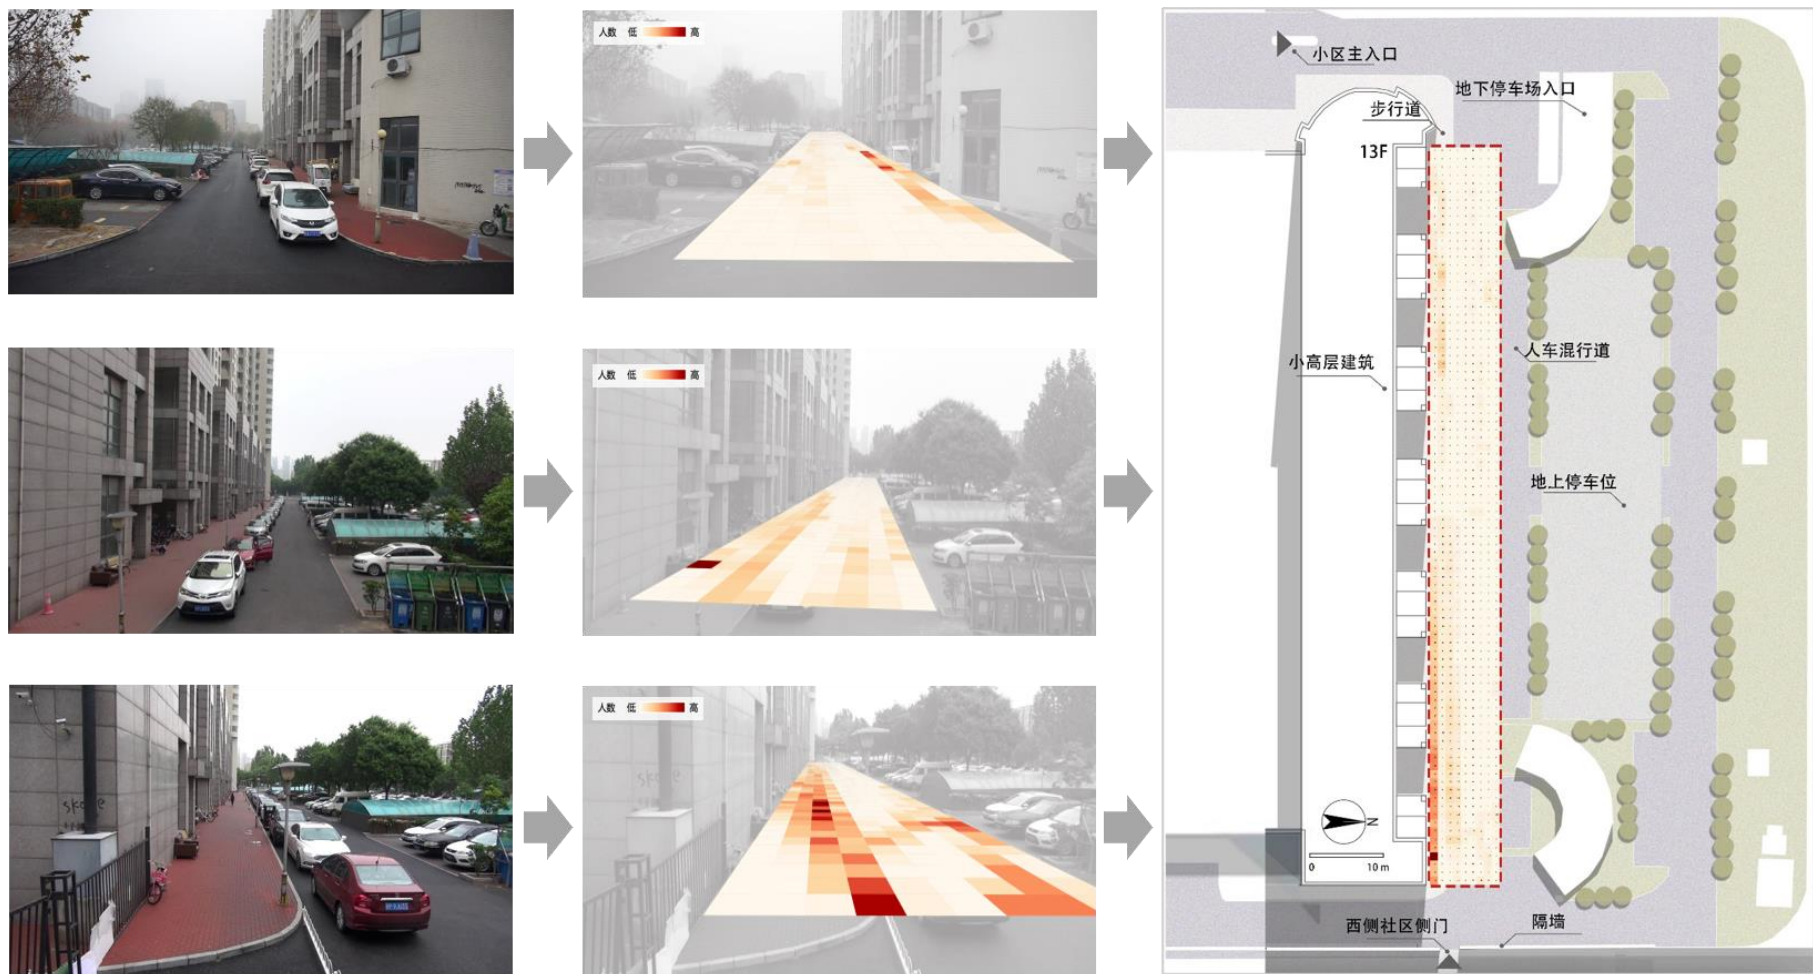 人数 低 高
人数 低 高
人数 低 高
skate
skate
小区主入口
地下停车场入口
步行道
13F
人车混行道
小高层建筑
地上停车位
N
0 10 m
西侧社区侧门
隔墙